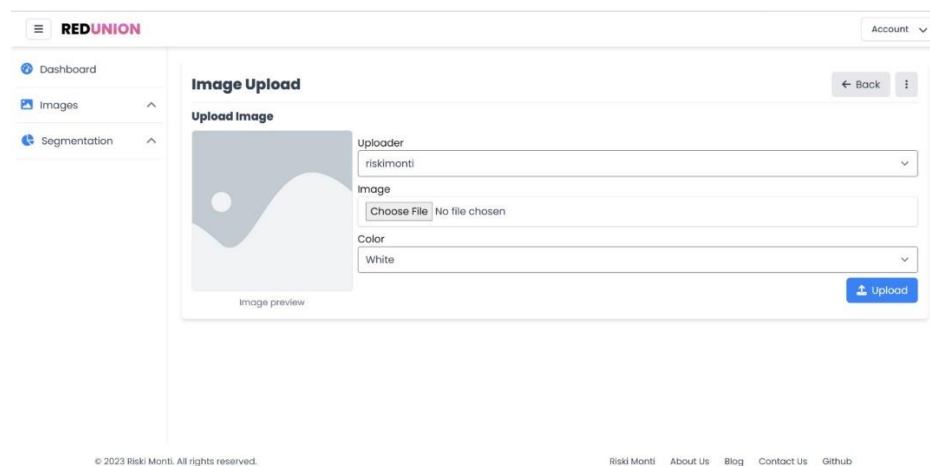 REDUNION
Account
Dashboard
Images
Segmentation
Image Upload
← Back
Upload Image
Uploader
riskimonti
Image
Choose File No file chosen
Color
White
Upload
Image preview
© 2023 Riski Monti. All rights reserved.
Riski Monti About Us Blog Contact Us Github